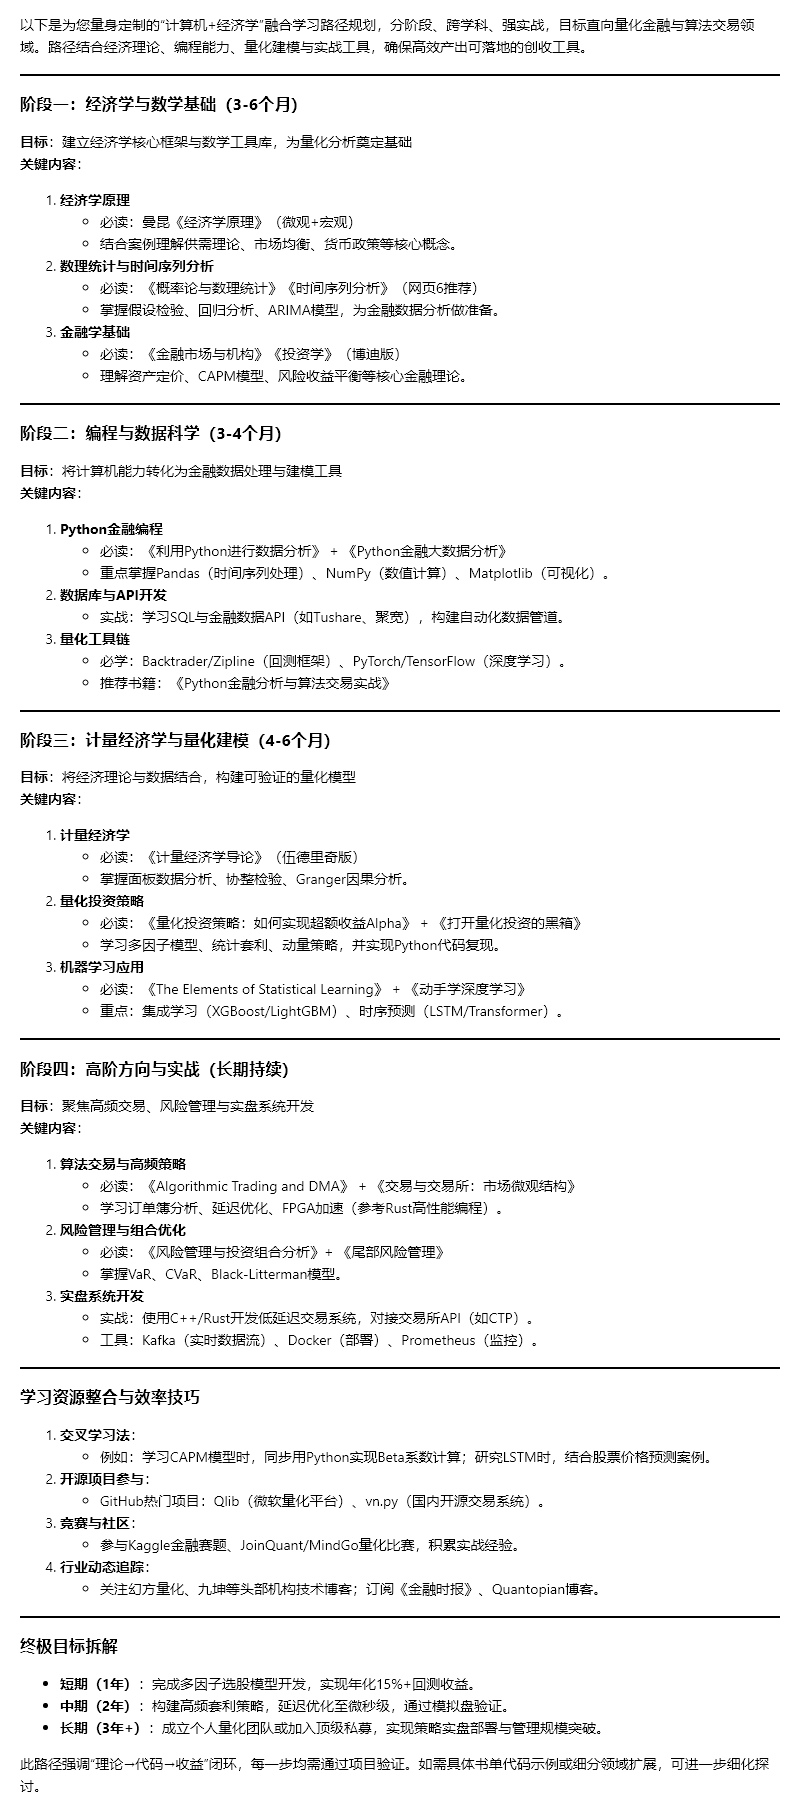 以下是为您量身定制的“计算机+经济学”融合学习路径规划，分阶段、跨学科、强实战，目标直向量化金融与算法交易领
域。路径结合经济理论、编程能力、量化建模与实战工具，确保高效产出可落地的创收工具。
阶段一：经济学与数学基础（3-6个月）
目标：建立经济学核心框架与数学工具库，为量化分析奠定基础
关键内容：
1. 经济学原理
必读：曼昆《经济学原理》（微观+宏观）
结合案例理解供需理论、市场均衡、货币政策等核心概念。
2. 数理统计与时间序列分析
必读：《概率论与数理统计》《时间序列分析》（网页6推荐）
掌握假设检验、回归分析、ARIMA模型，为金融数据分析做准备。
3. 金融学基础
必读：《金融市场与机构》《投资学》（博迪版）
理解资产定价、CAPM模型、风险收益平衡等核心金融理论。
阶段二：编程与数据科学（3-4个月）
目标：将计算机能力转化为金融数据处理与建模工具
关键内容：
1. Python金融编程
必读：《利用Python进行数据分析》 + 《Python金融大数据分析》
重点掌握Pandas（时间序列处理）、NumPy（数值计算）、Matplotlib（可视化）。
2. 数据库与API开发
实战：学习SQL与金融数据API（如Tushare、聚宽），构建自动化数据管道。
3. 量化工具链
必学：Backtrader/Zipline（回测框架）、PyTorch/TensorFlow（深度学习）。
推荐书籍：《Python金融分析与算法交易实战》
阶段三：计量经济学与量化建模（4-6个月）
目标：将经济理论与数据结合，构建可验证的量化模型
关键内容：
1. 计量经济学
必读：《计量经济学导论》（伍德里奇版）
掌握面板数据分析、协整检验、Granger因果分析。
2. 量化投资策略
必读：《量化投资策略：如何实现超额收益Alpha》 + 《打开量化投资的黑箱》
学习多因子模型、统计套利、动量策略，并实现Python代码复现。
3. 机器学习应用
必读：《The Elements of Statistical Learning》 + 《动手学深度学习》
重点：集成学习（XGBoost/LightGBM）、时序预测（LSTM/Transformer）。
阶段四：高阶方向与实战（长期持续）
目标：聚焦高频交易、风险管理与实盘系统开发
关键内容：
1. 算法交易与高频策略
必读：《Algorithmic Trading and DMA》 + 《交易与交易所：市场微观结构》
学习订单簿分析、延迟优化、FPGA加速（参考Rust高性能编程）。
2. 风险管理与组合优化
必读：《风险管理与投资组合分析》+ 《尾部风险管理》
掌握VaR、CVaR、Black-Litterman模型。
3. 实盘系统开发
实战：使用C++/Rust开发低延迟交易系统，对接交易所API（如CTP）。
工具：Kafka（实时数据流）、Docker（部署）、Prometheus（监控）。
学习资源整合与效率技巧
1. 交叉学习法：
例如：学习CAPM模型时，同步用Python实现Beta系数计算；研究LSTM时，结合股票价格预测案例。
2. 开源项目参与：
GitHub热门项目：Qlib（微软量化平台）、vn.py（国内开源交易系统）。
3. 竞赛与社区：
参与Kaggle金融赛题、JoinQuant/MindGo量化比赛，积累实战经验。
4. 行业动态追踪：
关注幻方量化、九坤等头部机构技术博客；订阅《金融时报》、Quantopian博客。
终极目标拆解
短期（1年）：完成多因子选股模型开发，实现年化15%+回测收益。
中期（2年）：构建高频套利策略，延迟优化至微秒级，通过模拟盘验证。
长期（3年+）：成立个人量化团队或加入顶级私募，实现策略实盘部署与管理规模突破。
此路径强调“理论→代码→收益”闭环，每一步均需通过项目验证。如需具体书单代码示例或细分领域扩展，可进一步细化探
讨。